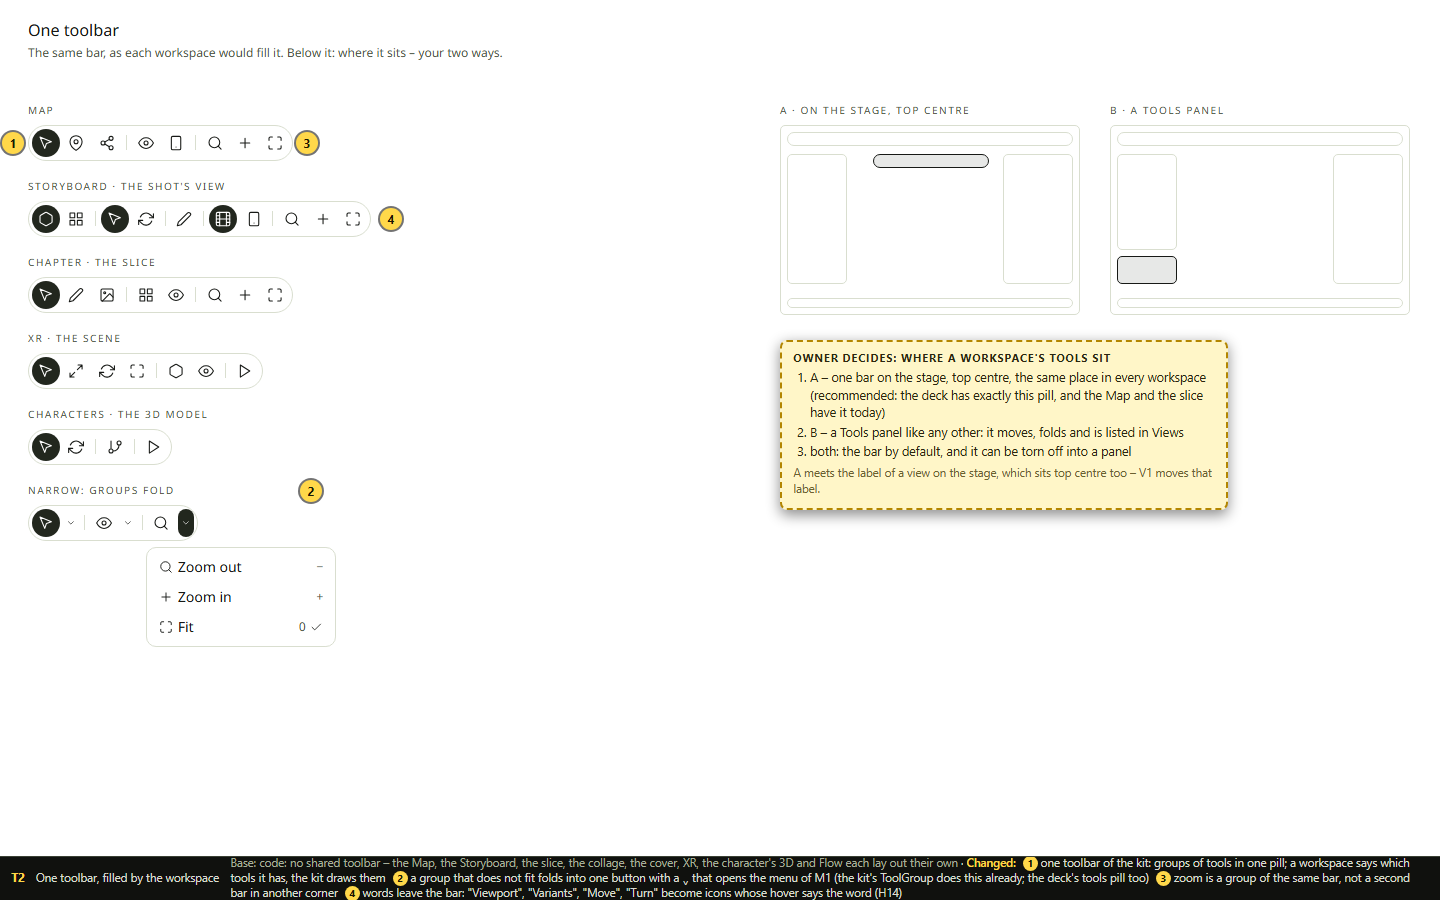 One toolbar
The same bar, as each workspace would fill it. Below it: where it sits – your two ways.
MAP
1
3
STORYBOARD · THE SHOT'S VIEW
4
CHAPTER · THE SLICE
XR · THE SCENE
CHARACTERS · THE 3D MODEL
NARROW: GROUPS FOLD
2
Zoom out –
Zoom in +
Fit 0
A · ON THE STAGE, TOP CENTRE
B · A TOOLS PANEL
OWNER DECIDES: WHERE A WORKSPACE'S TOOLS SIT
1. A – one bar on the stage, top centre, the same place in every workspace
(recommended: the deck has exactly this pill, and the Map and the slice
have it today)
2. B – a Tools panel like any other: it moves, folds and is listed in Views
3. both: the bar by default, and it can be turned off into a panel
A meets the label of a view on the stage, which sits top centre too – V1 moves that
label.
T2 One toolbar, filled by the workspace
Base: code: no shared toolbar – the Map, the Storyboard, the slice, the collage, the cover, XR, the character's 3D and Flow each lay out their own · Changed: 1 one toolbar of the kit: groups of tools in one pill; a workspace says which
tools it has, the kit draws them 2 a group that does not fit folds into one button with a ⌄ that opens the menu of M1 (the kit's ToolGroup does this already; the deck's tools pill too) 3 zoom is a group of the same bar, not a second
bar in another corner 4 words leave the bar: "Viewport", "Variants", "Move", "Turn" become icons whose hover says the word (H14)